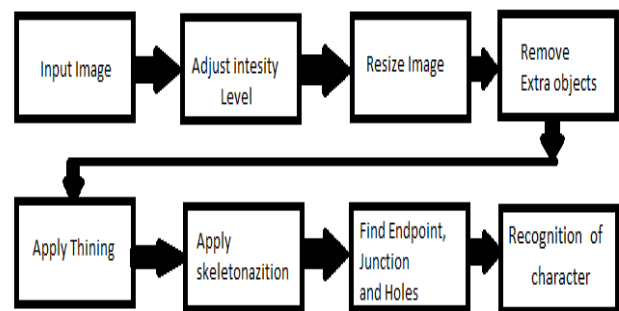 Input Image
Adjust intesity
Level
Resize Image
Remove
Extra objects
Apply Thining
Apply
skeletonazition
Find Endpoint,
Junction
and Holes
Recognition of
character